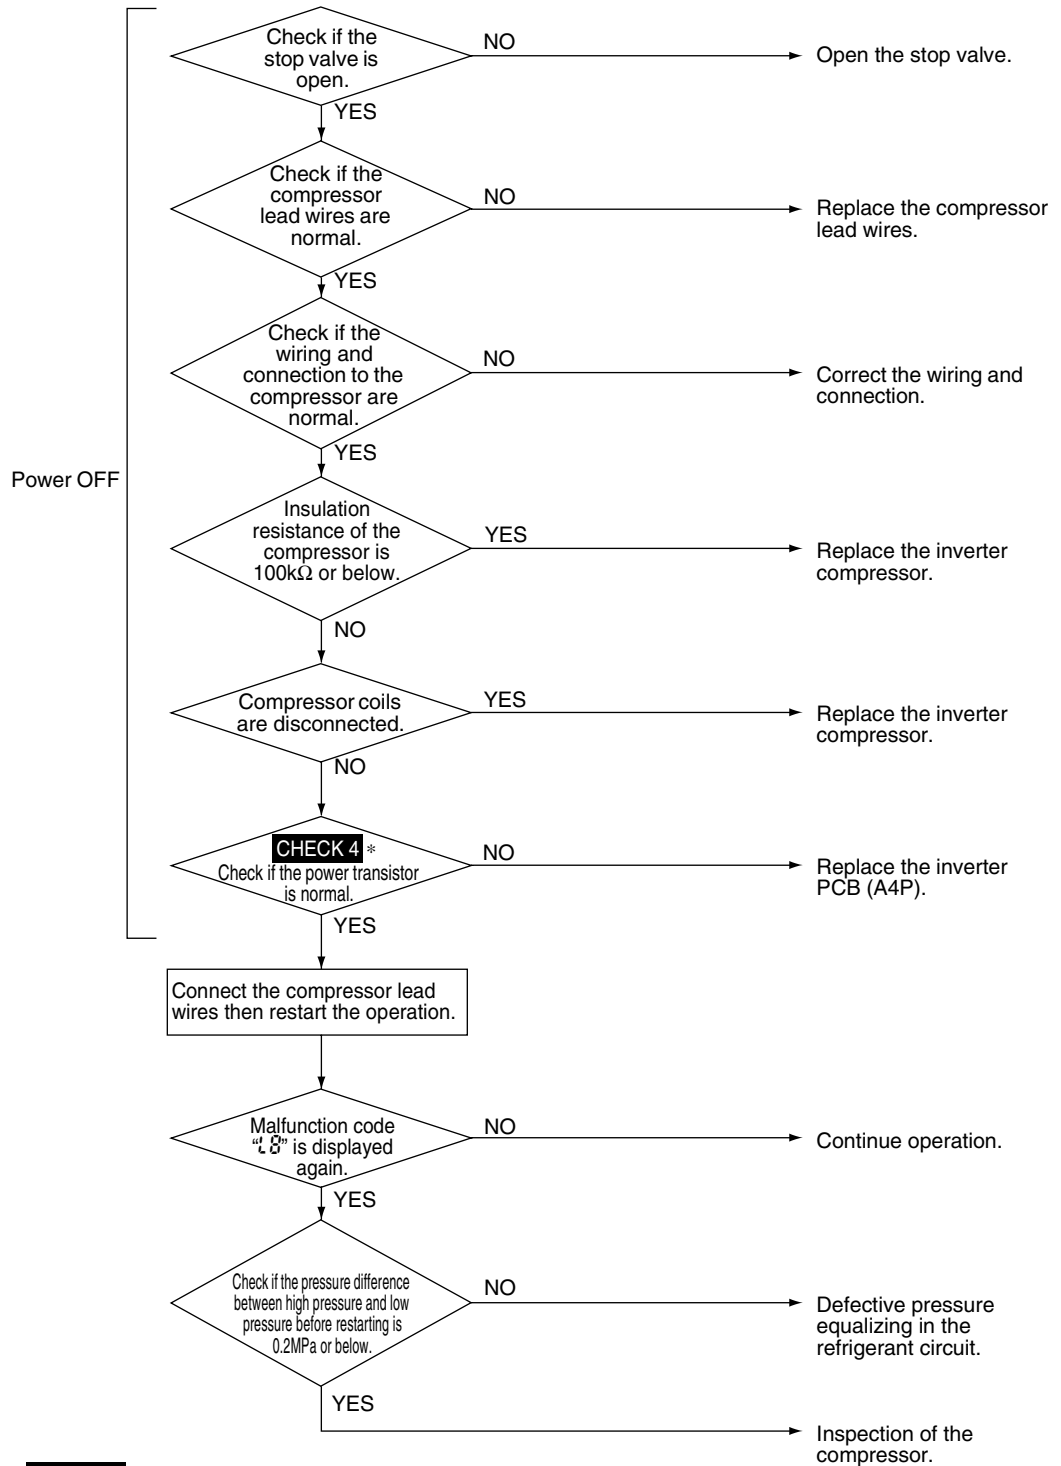 Check if the
stop valve is
open.
NO
Open the stop valve.
YES
Check if the
compressor
lead wires are
normal.
NO
Replace the compressor
lead wires.
YES
Check if the
wiring and
connection to the
compressor are
normal.
NO
Correct the wiring and
connection.
YES
Power OFF
Insulation
resistance of the
compressor is
100kΩ or below.
YES
Replace the inverter
compressor.
NO
Compressor coils
are disconnected.
YES
Replace the inverter
compressor.
NO
CHECK 4 *
Check if the power transistor
is normal.
NO
Replace the inverter
PCB (A4P).
YES
Connect the compressor lead
wires then restart the operation.
Malfunction code
“L8” is displayed
again.
NO
Continue operation.
YES
Check if the pressure difference
between high pressure and low
pressure before restarting is
0.2MPa or below.
NO
Defective pressure
equalizing in the
refrigerant circuit.
YES
Inspection of the
compressor.